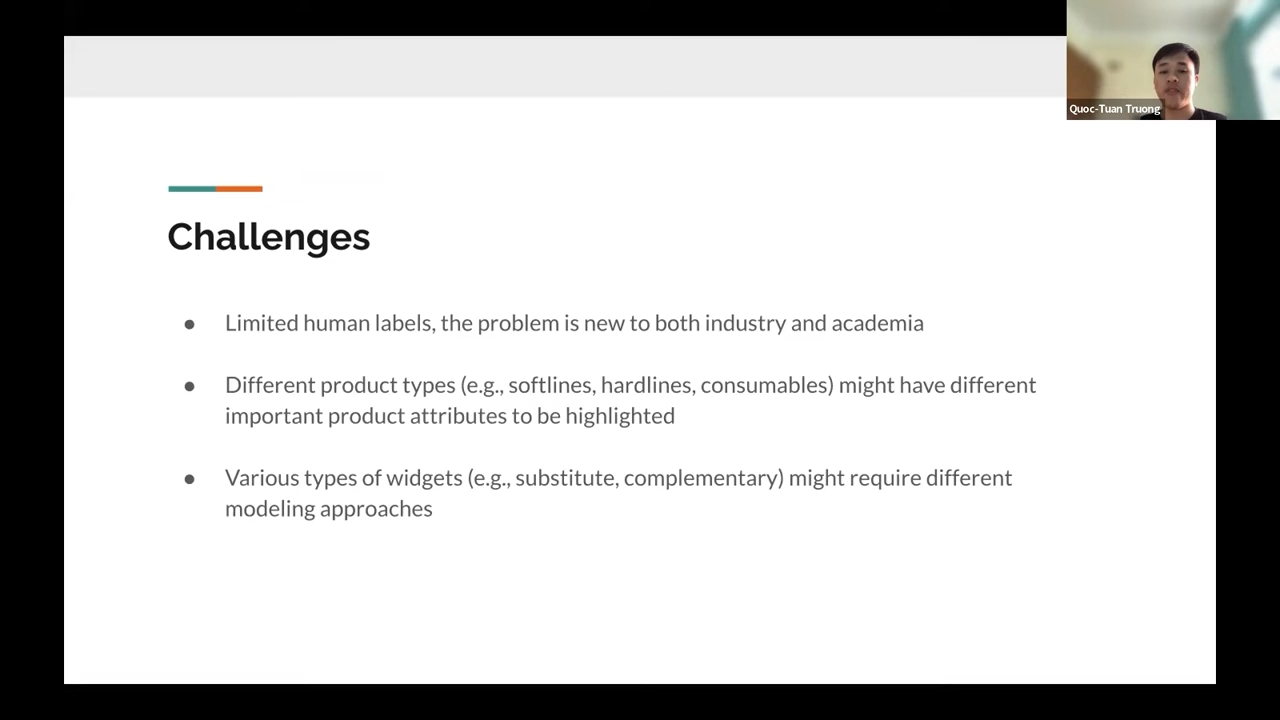 Quoc-Tuan Truong
Challenges
● Limited human labels, the problem is new to both industry and academia
● Different product types (e.g., softlines, hardlines, consumables) might have different
important product attributes to be highlighted
● Various types of widgets (e.g., substitute, complementary) might require different
modeling approaches